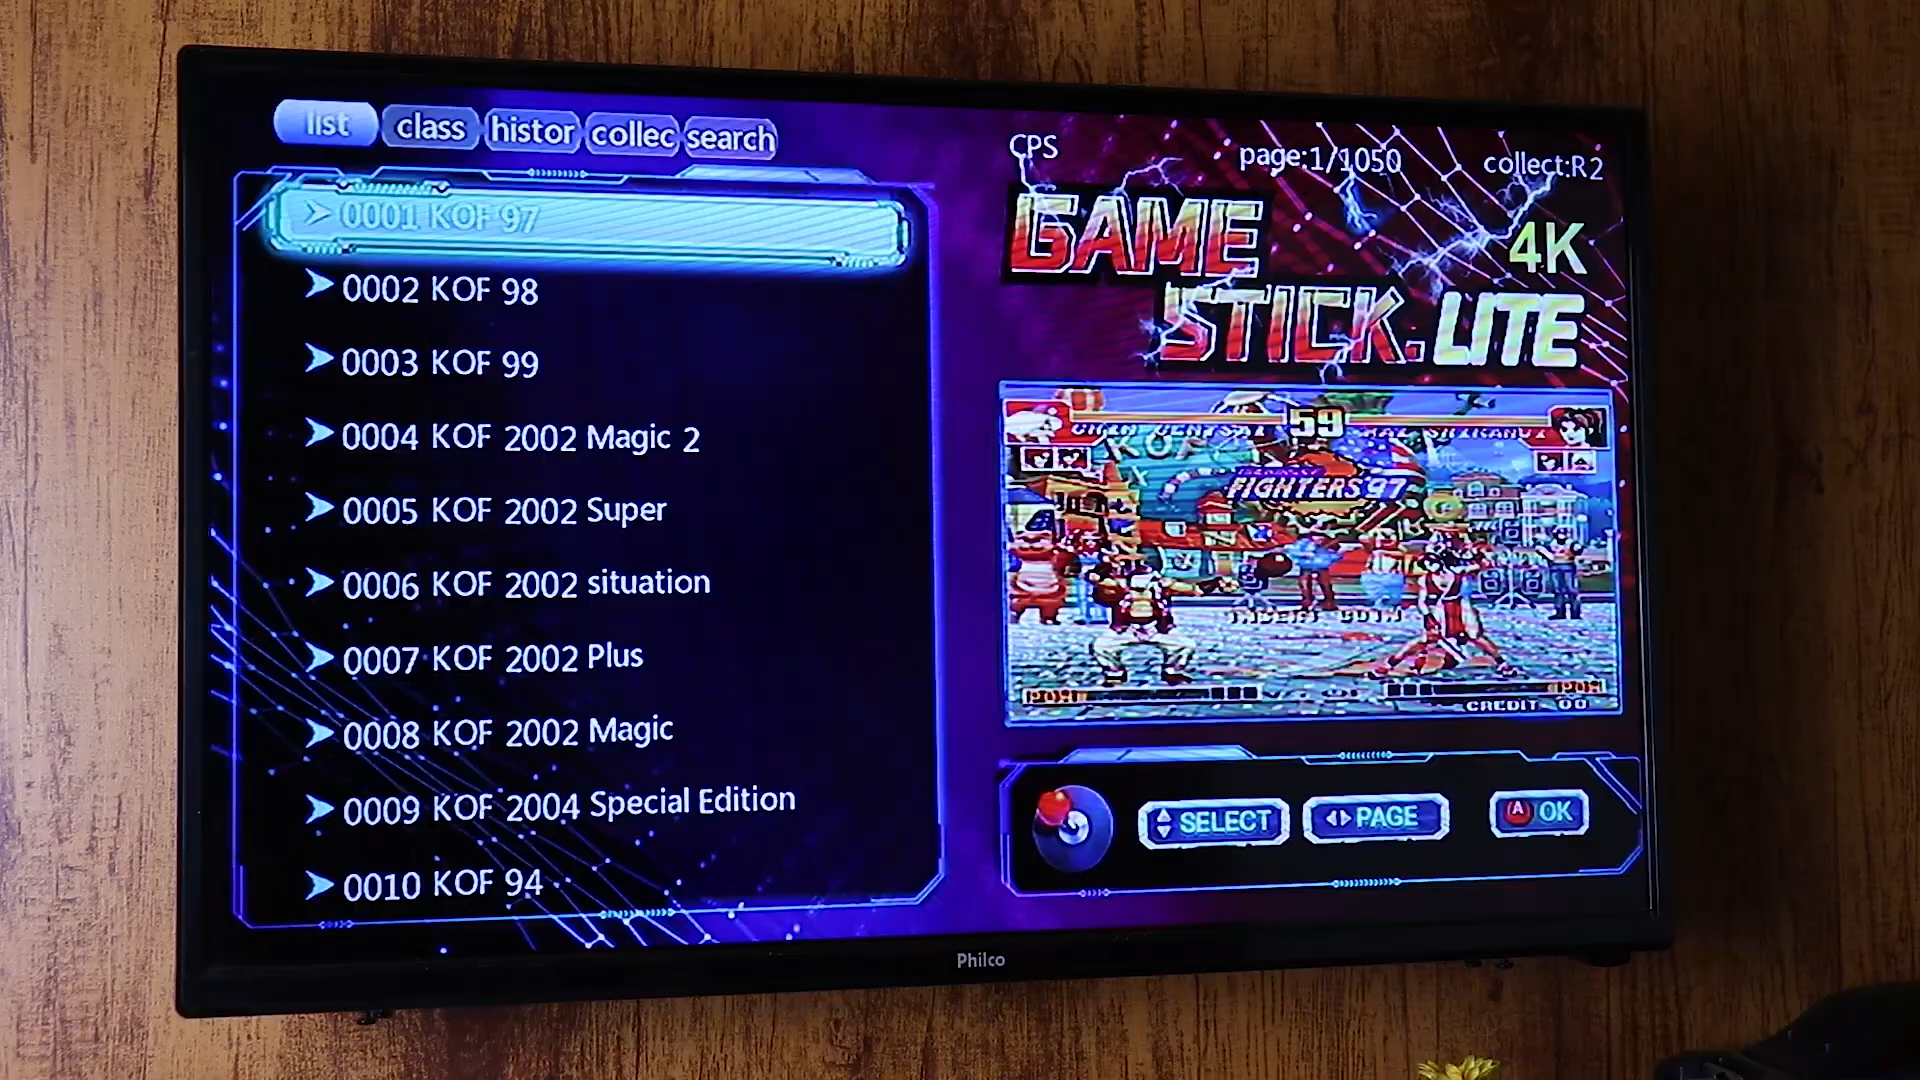 list class histor collec search
CPS page:1/1050 collect:R2
GAME
4K
STICK.LITE
0001 KOF 97
0002 KOF 98
0003 KOF 99
0004 KOF 2002 Magic 2
0005 KOF 2002 Super
0006 KOF 2002 situation
0007 KOF 2002 Plus
0008 KOF 2002 Magic
0009 KOF 2004 Special Edition
0010 KOF 94
59
KOF
FIGHTERS'97
INSERT COIN
CREDIT 00
SELECT PAGE A OK
Philco